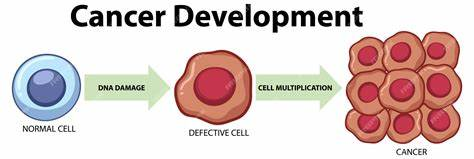 Cancer Development
DNA DAMAGE
CELL MULTIPLICATION
NORMAL CELL
DEFECTIVE CELL
CANCER